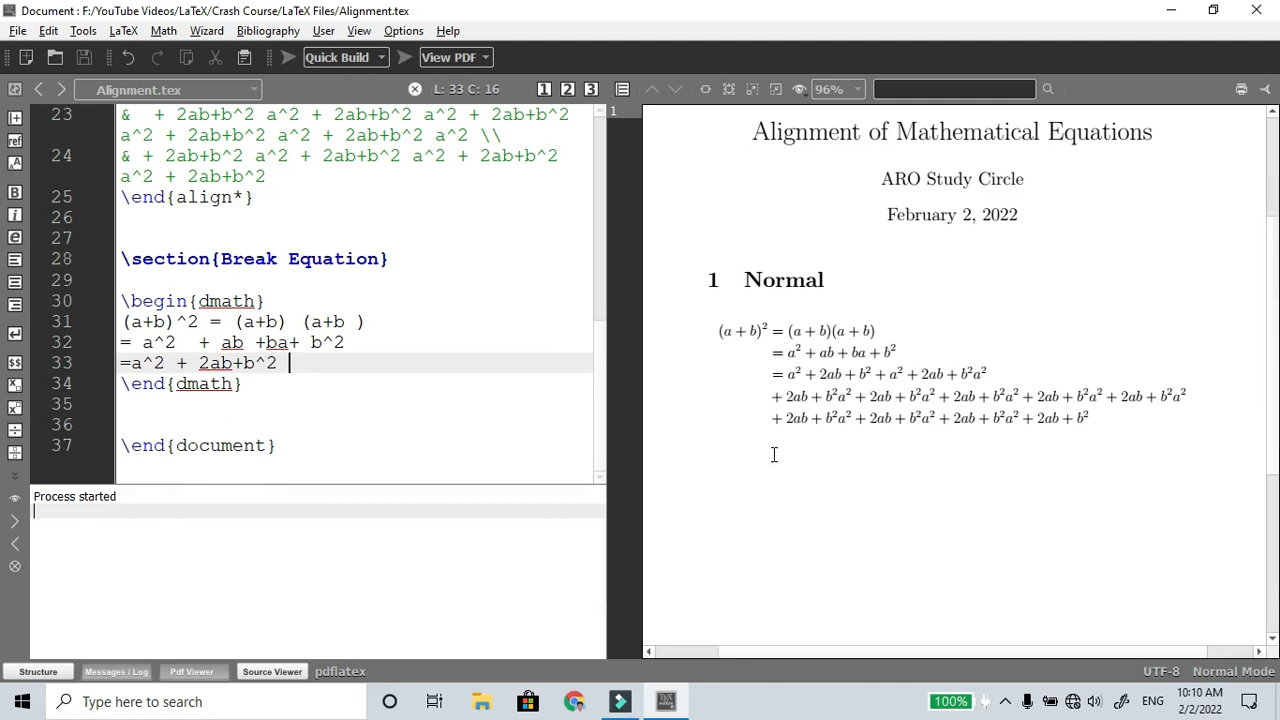 Document : F:/YouTube Videos/LaTeX/Crash Course/LaTeX Files/Alignment.tex
File Edit Tools LaTeX Math Wizard Bibliography User View Options Help
Quick Build View PDF
Alignment.tex L: 33 C: 16 1 2 3 96%
23 & + 2ab+b^2 a^2 + 2ab+b^2 a^2 + 2ab+b^2
a^2 + 2ab+b^2 a^2 + 2ab+b^2 a^2 \\
24 & + 2ab+b^2 a^2 + 2ab+b^2 a^2 + 2ab+b^2
a^2 + 2ab+b^2
25 \end{align*}
26
27
28 \section{Break Equation}
29
30 \begin{dmath}
31 (a+b)^2 = (a+b) (a+b )
32 = a^2 + ab +ba+ b^2
33 =a^2 + 2ab+b^2
34 \end{dmath}
35
36
37 \end{document}
Process started
1
Alignment of Mathematical Equations
ARO Study Circle
February 2, 2022
1 Normal
(a + b)² = (a + b)(a + b)
= a² + ab + ba + b²
= a² + 2ab + b² + a² + 2ab + b²a²
+ 2ab + b²a² + 2ab + b²a² + 2ab + b²a² + 2ab + b²a² + 2ab + b²a²
+ 2ab + b²a² + 2ab + b²a² + 2ab + b²a² + 2ab + b²
Structure Messages / Log Pdf Viewer Source Viewer pdflatex UTF-8 Normal Mode
Type here to search 100% ENG 10:10 AM
2/2/2022